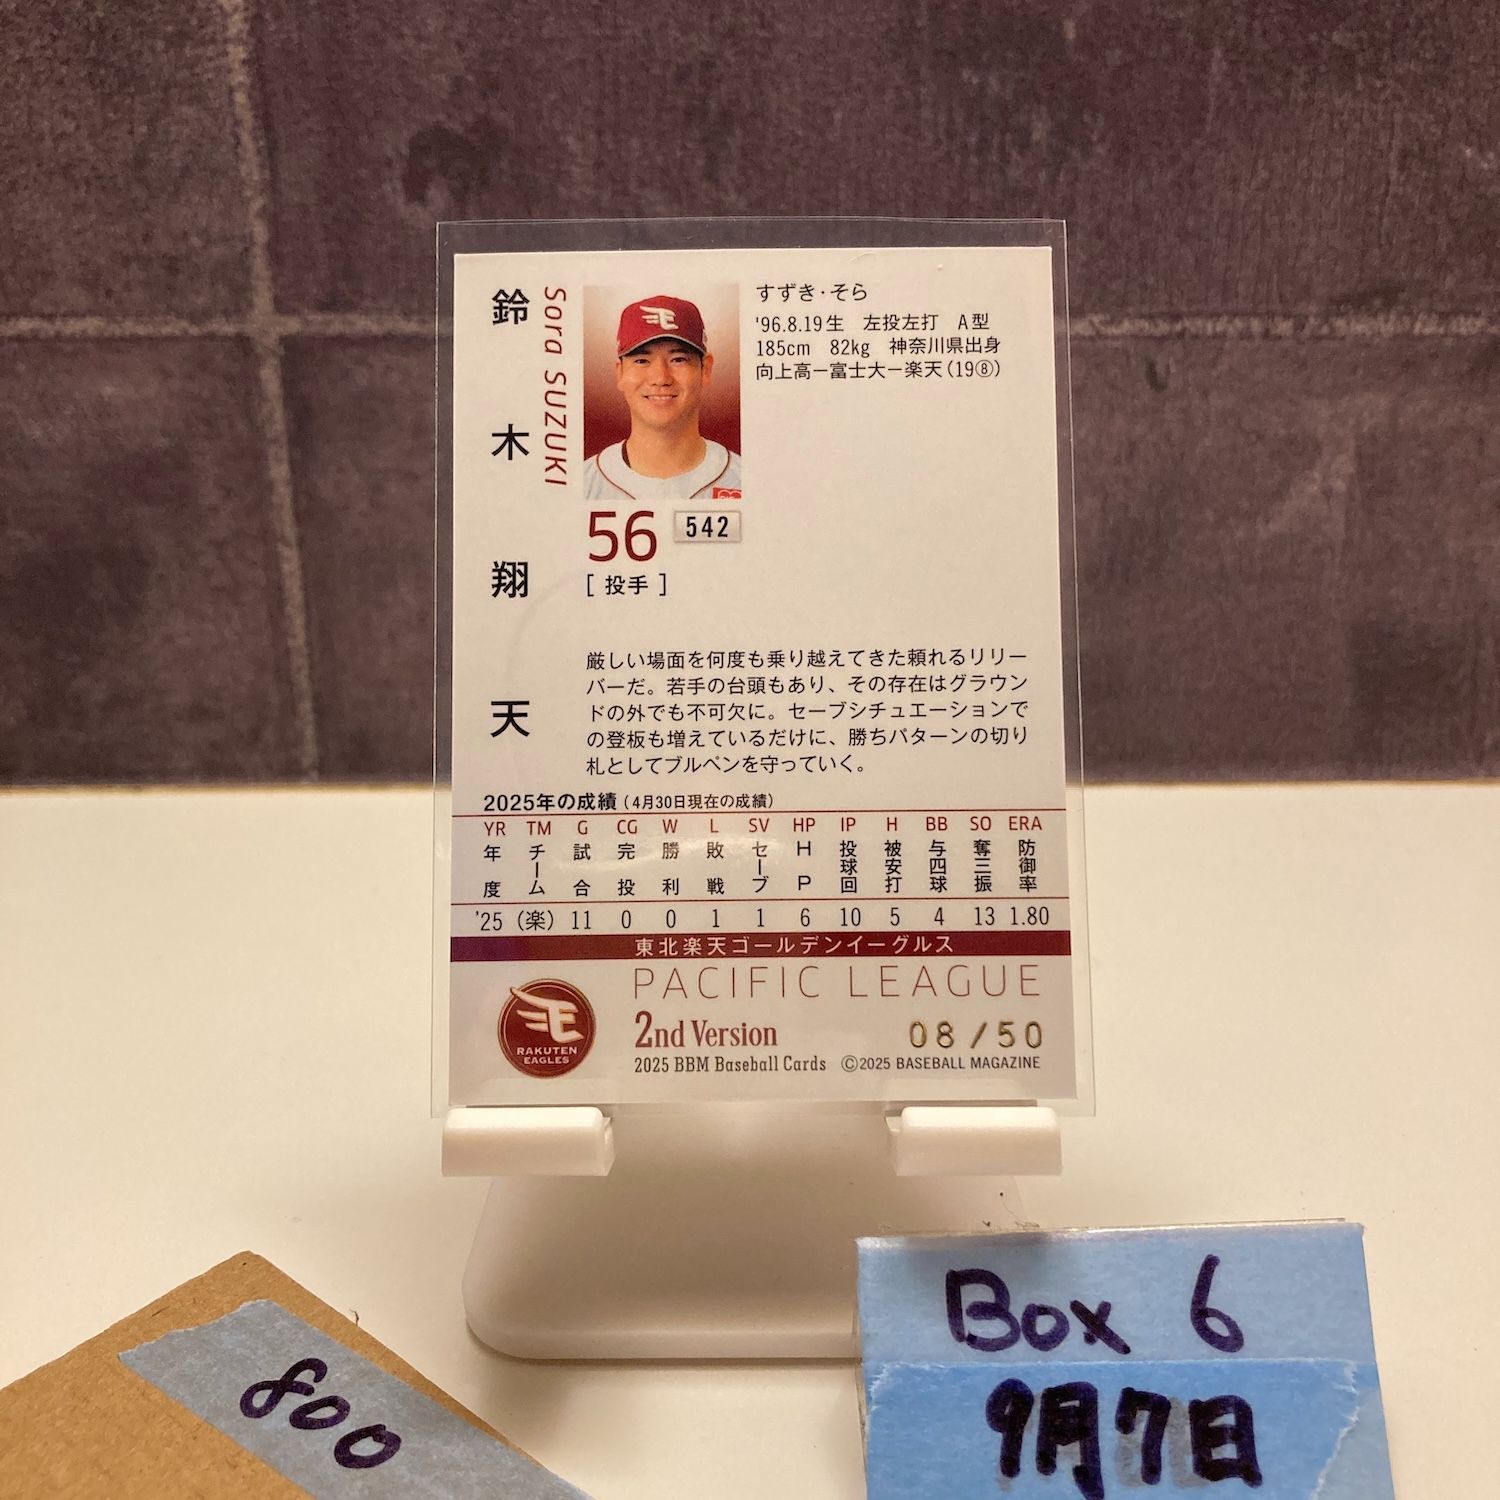 鈴木翔天
Sora SUZUKI
すずき・そら
'96.8.19生 左投左打 A型
185cm 82kg 神奈川県出身
向上高ー富士大ー楽天(19⑧)
56
542
[投手]
厳しい場面を何度も乗り越えてきた頼れるリリー
バーだ。若手の台頭もあり、その存在はグラウン
ドの外でも不可欠に。セーブシチュエーションで
の登板も増えているだけに、勝ちパターンの切り
札としてブルペンを守っていく。
2025年の成績(4月30日現在の成績)
YR TM G CG W L SV HP IP H BB SO ERA
年度 チーム 試合 完投 勝利 敗戦 セーブ HP 投球回 被安打 与四球 奪三振 防御率
'25 (楽) 11 0 0 1 1 6 10 5 4 13 1.80
東北楽天ゴールデンイーグルス
PACIFIC LEAGUE
RAKUTEN
EAGLES
2nd Version
08/50
2025 BBM Baseball Cards ©2025 BASEBALL MAGAZINE
800
Box 6
9月7日